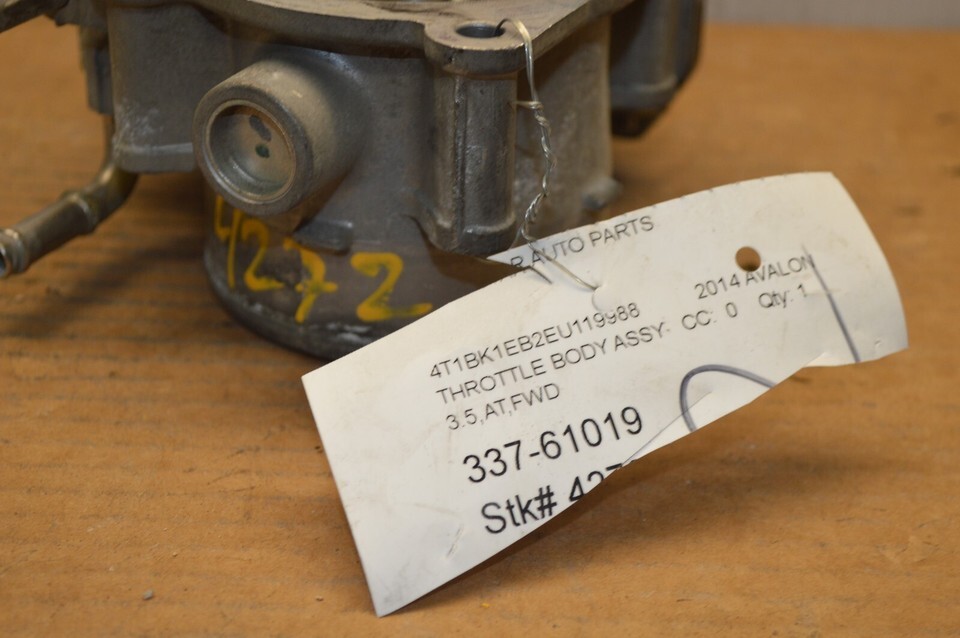 4272
AUTO PARTS
2014 AVALON
4T1BK1EB2EU119988
THROTTLE BODY ASSY CC: 0 Qty: 1
3.5,AT,FWD
337-61019
Stk# 427